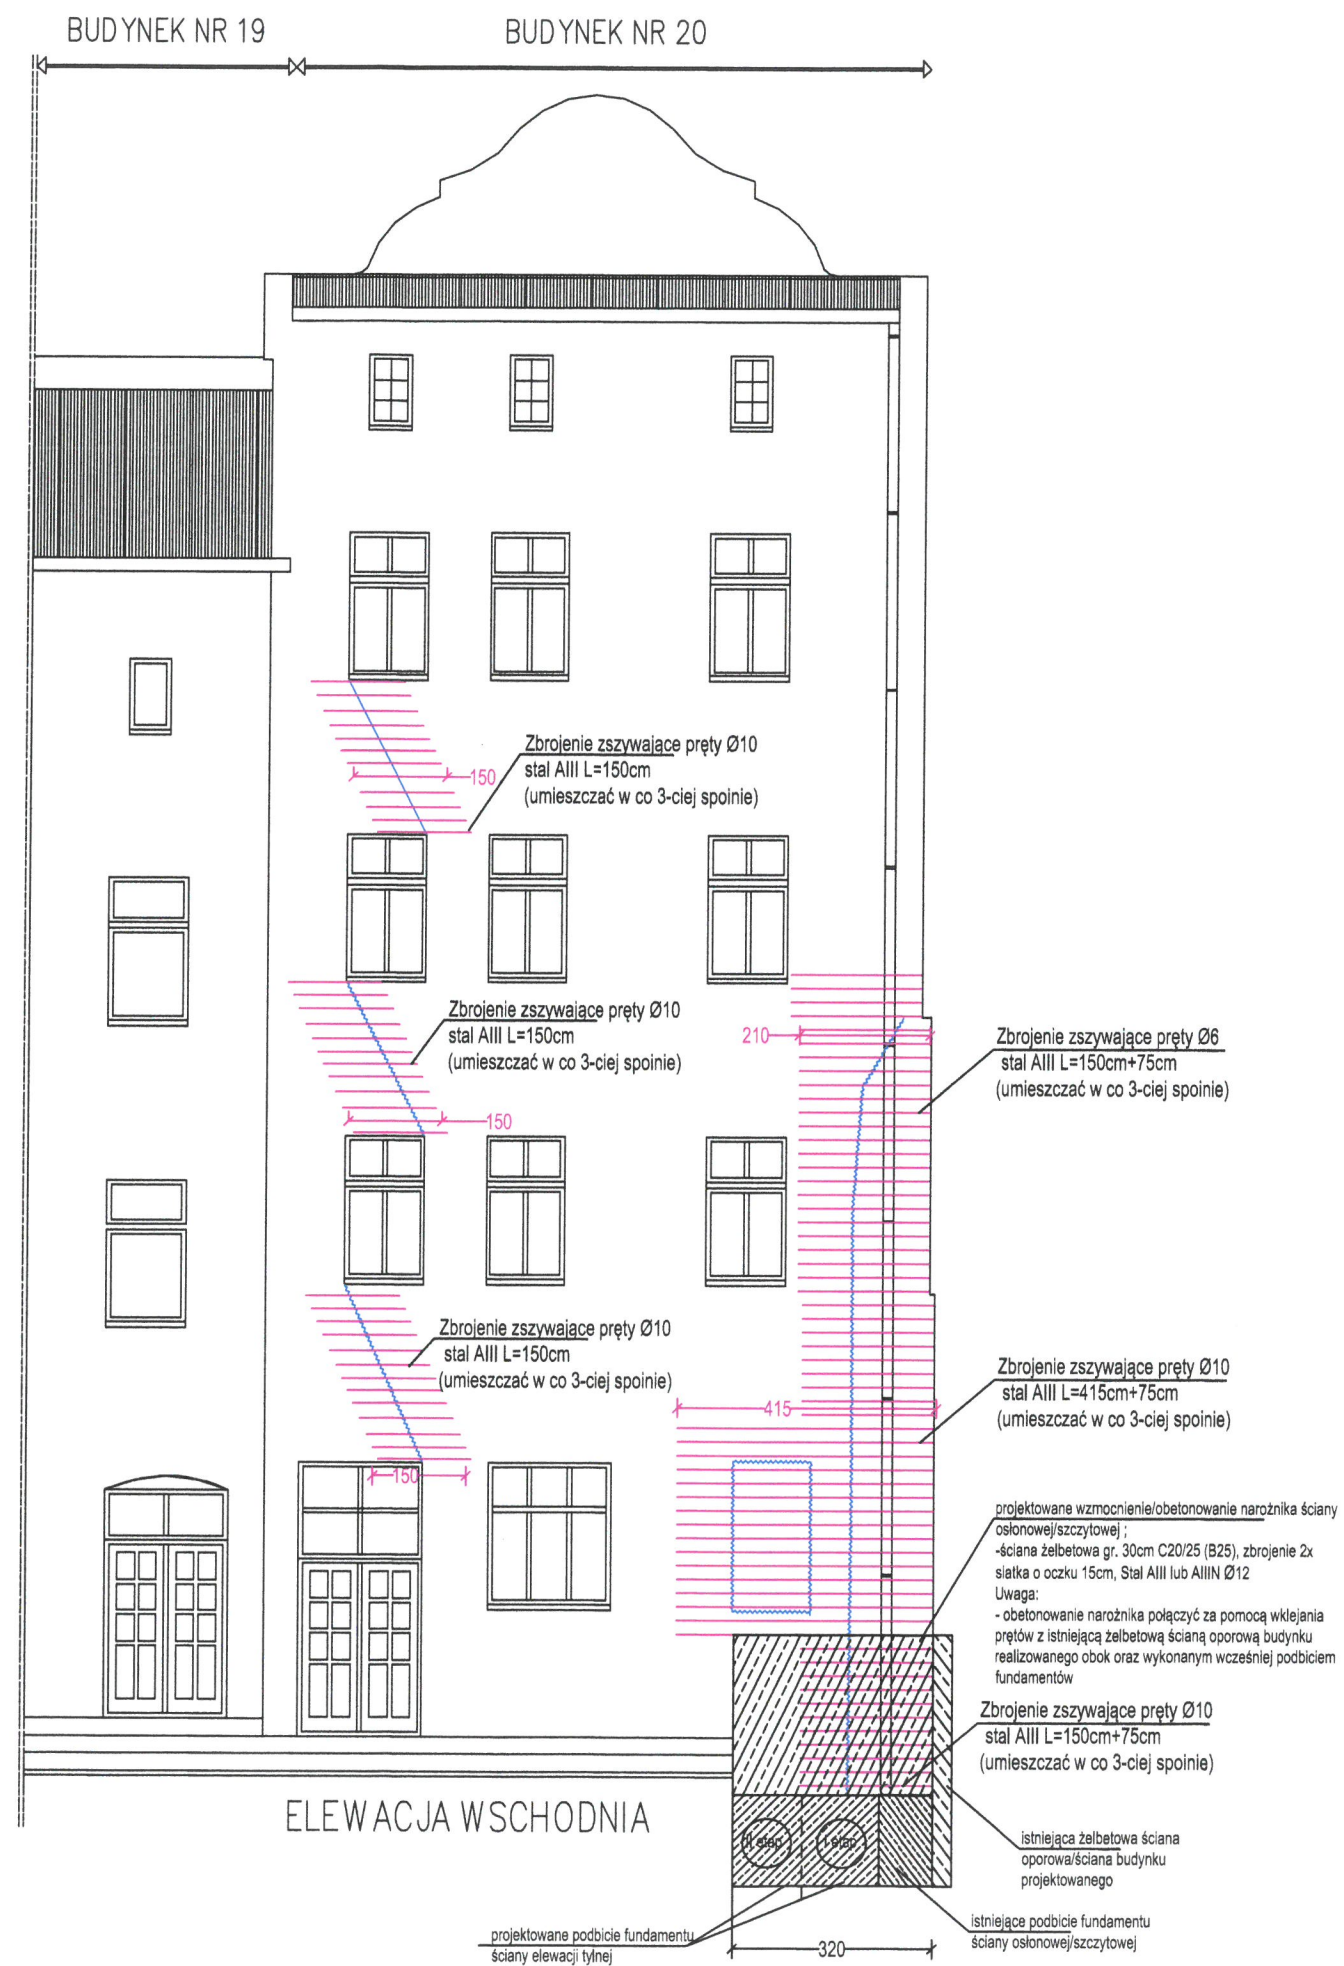 BUDYNEK NR 19
BUDYNEK NR 20
Zbrojenie zszywające pręty Ø10
stal AIII L=150cm
(umieszczać w co 3-ciej spoinie)
150
Zbrojenie zszywające pręty Ø10
stal AIII L=150cm
(umieszczać w co 3-ciej spoinie)
150
210
Zbrojenie zszywające pręty Ø6
stal AIII L=150cm+75cm
(umieszczać w co 3-ciej spoinie)
Zbrojenie zszywające pręty Ø10
stal AIII L=150cm
(umieszczać w co 3-ciej spoinie)
150
Zbrojenie zszywające pręty Ø10
stal AIII L=415cm+75cm
(umieszczać w co 3-ciej spoinie)
415
projektowane wzmocnienie/obetonowanie narożnika ściany
osłonowej/szczytowej ;
-ściana żelbetowa gr. 30cm C20/25 (B25), zbrojenie 2x
siatka o oczku 15cm, Stal AIII lub AIIIN Ø12
Uwaga:
- obetonowanie narożnika połączyć za pomocą wklejania
prętów z istniejącą żelbetową ścianą oporową budynku
realizowanego obok oraz wykonanym wcześniej podbiciem
fundamentów
Zbrojenie zszywające pręty Ø10
stal AIII L=150cm+75cm
(umieszczać w co 3-ciej spoinie)
ELEWACJA WSCHODNIA
II etap
I etap
istniejąca żelbetowa ściana
oporowa/ściana budynku
projektowanego
istniejące podbicie fundamentu
ściany osłonowej/szczytowej
projektowane podbicie fundamentu
ściany elewacji tylnej
320